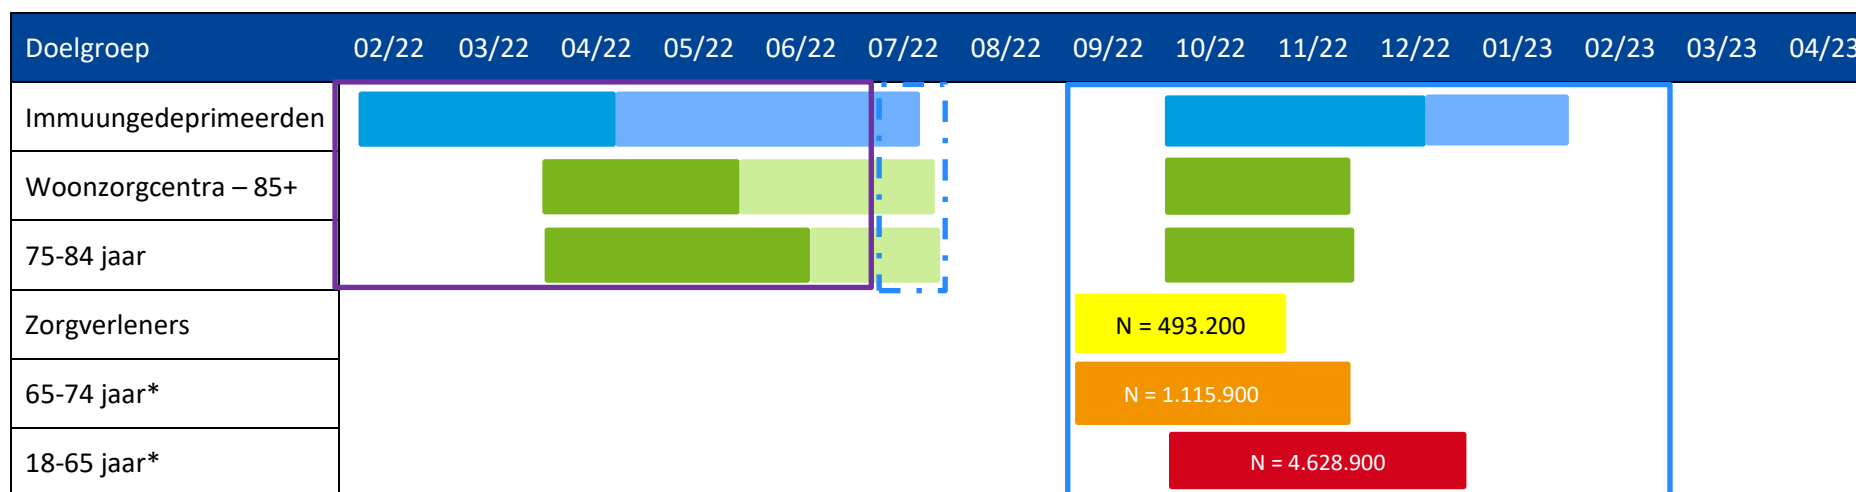 Doelgroep 02/22 03/22 04/22 05/22 06/22 07/22 08/22 09/22 10/22 11/22 12/22 01/23 02/23 03/23 04/23
Immuungedeprimeerden
Woonzorgcentra – 85+
75-84 jaar
Zorgverleners N = 493.200
65-74 jaar* N = 1.115.900
18-65 jaar* N = 4.628.900